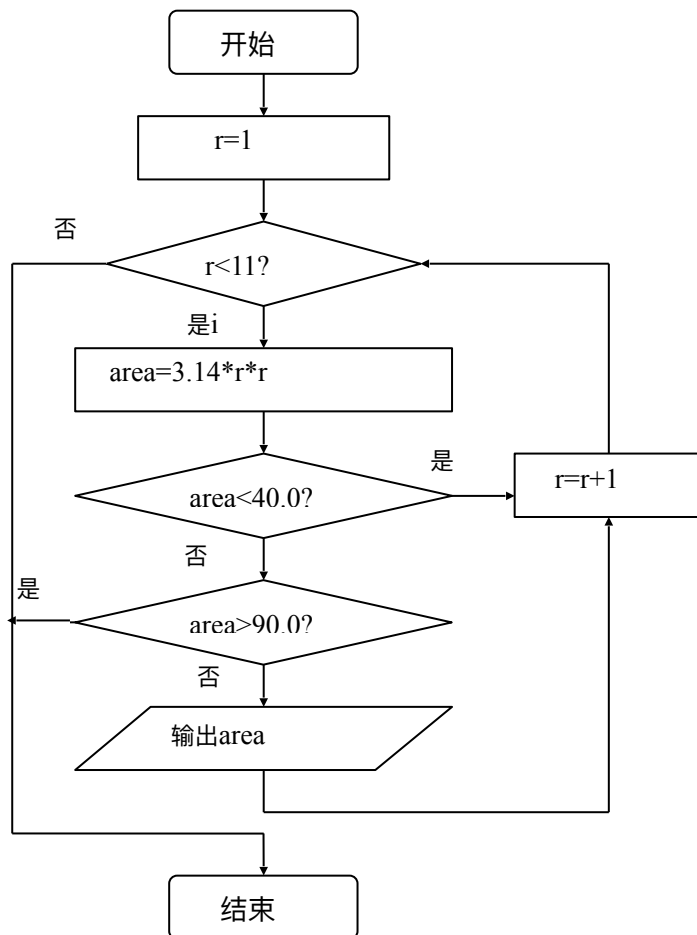 开始
r=1
否
r<11?
是i
area=3.14*r*r
是
area<40.0?
r=r+1
否
是
area>90.0?
否
输出area
结束